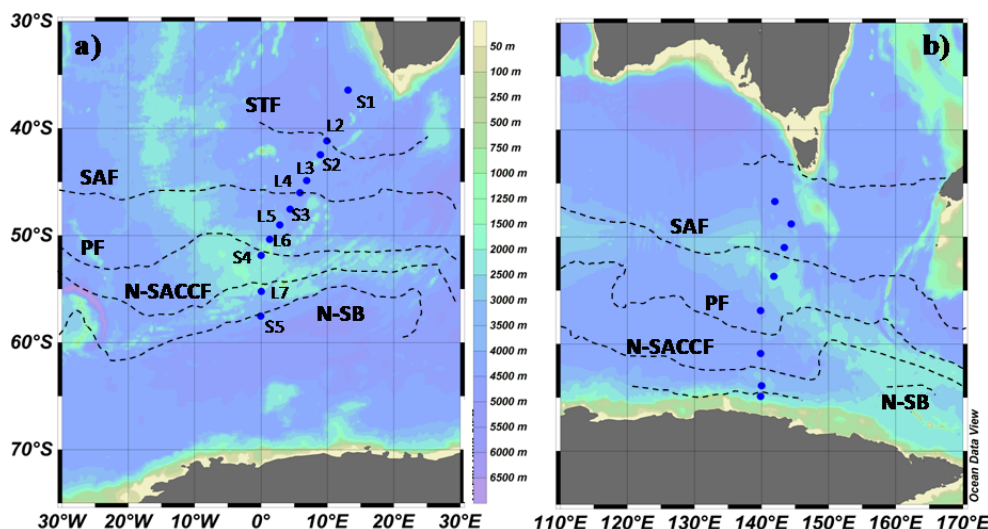 a)
b)
30°S
40°S
50°S
60°S
70°S
30°W
20°W
10°W
0°E
10°E
20°E
30°E
STF
SAF
PF
N-SACCF
N-SB
S1
L2
S2
L3
L4
S3
L5
L6
S4
L7
S5
50 m
100 m
250 m
500 m
750 m
1000 m
1250 m
1500 m
2000 m
2500 m
3000 m
3500 m
4000 m
4500 m
5000 m
5500 m
6000 m
6500 m
SAF
PF
N-SACCF
N-SB
110°E
120°E
130°E
140°E
150°E
160°E
170°E
Ocean Data View